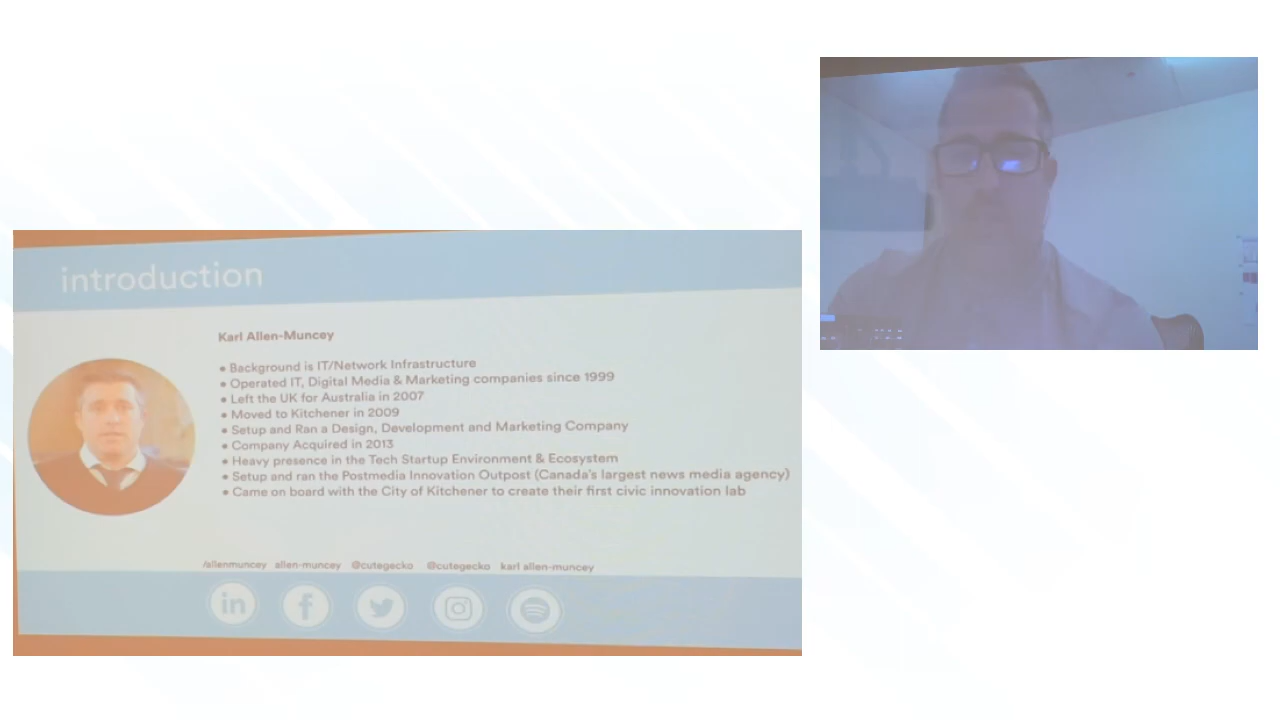 introduction
Karl Allen-Muncey
• Background is IT/Network Infrastructure
• Operated IT, Digital Media & Marketing companies since 1999
• Left the UK for Australia in 2007
• Moved to Kitchener in 2009
• Setup and Ran a Design, Development and Marketing Company
• Company Acquired in 2013
• Heavy presence in the Tech Startup Environment & Ecosystem
• Setup and ran the Postmedia Innovation Outpost (Canada's largest news media agency)
• Came on board with the City of Kitchener to create their first civic innovation lab
/allenmuncey allen-muncey @cutegecko @cutegecko karl allen-muncey
in f